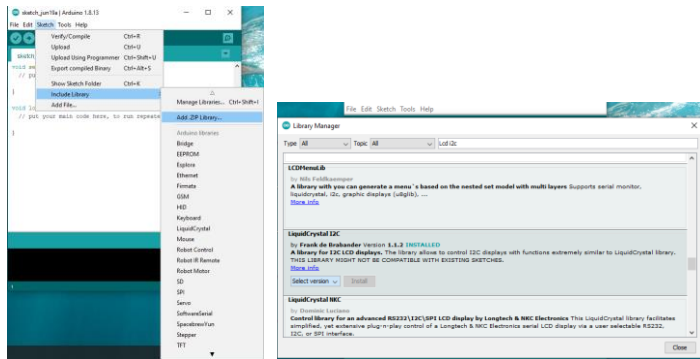 sketch_jun11a | Arduino 1.8.13
File Edit Sketch Tools Help
Verify/Compile Ctrl+R
Upload Ctrl+U
Upload Using Programmer Ctrl+Shift+U
Export compiled Binary Ctrl+Alt+S
Show Sketch Folder Ctrl+K
Include Library
Add File...
Manage Libraries... Ctrl+Shift+I
Add .ZIP Library...
Arduino libraries
Bridge
EEPROM
Esplora
Ethernet
Firmata
GSM
HID
Keyboard
LiquidCrystal
Mouse
Robot Control
Robot IR Remote
Robot Motor
SD
SPI
Servo
SoftwareSerial
SpacebrewYun
Stepper
TFT
sketch
void se
// pu
}
void lo
// put your main code here, to run repeate
}
File Edit Sketch Tools Help
Library Manager
Type All Topic All Lcd i2c
LCDMenuLib
by Nils Feldkaemper
A library with you can generate a menu`s based on the nested set model with multi layers Supports serial monitor,
liquidcrystal, i2c, graphic displays (u8glib), ...
More info
LiquidCrystal I2C
by Frank de Brabander Version 1.1.2 INSTALLED
A library for I2C LCD displays. The library allows to control I2C displays with functions extremely similar to LiquidCrystal library.
THIS LIBRARY MIGHT NOT BE COMPATIBLE WITH EXISTING SKETCHES.
More info
Select version Install
LiquidCrystal NKC
by Dominic Luciano
Control library for an advanced RS232\I2C\SPI LCD display by Longtech & NKC Electronics This LiquidCrystal library facilitates
simplified, yet extensive plug-n-play control of a Longtech & NKC Electronics serial LCD display via a user selectable RS232,
I2C, or SPI interface.
Close